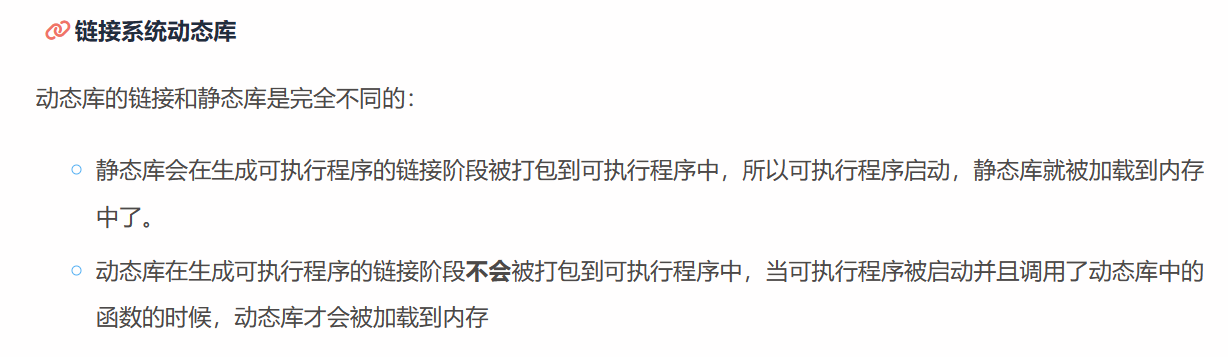 链接系统动态库
动态库的链接和静态库是完全不同的：
静态库会在生成可执行程序的链接阶段被打包到可执行程序中，所以可执行程序启动，静态库就被加载到内存
中了。
动态库在生成可执行程序的链接阶段不会被打包到可执行程序中，当可执行程序被启动并且调用了动态库中的
函数的时候，动态库才会被加载到内存